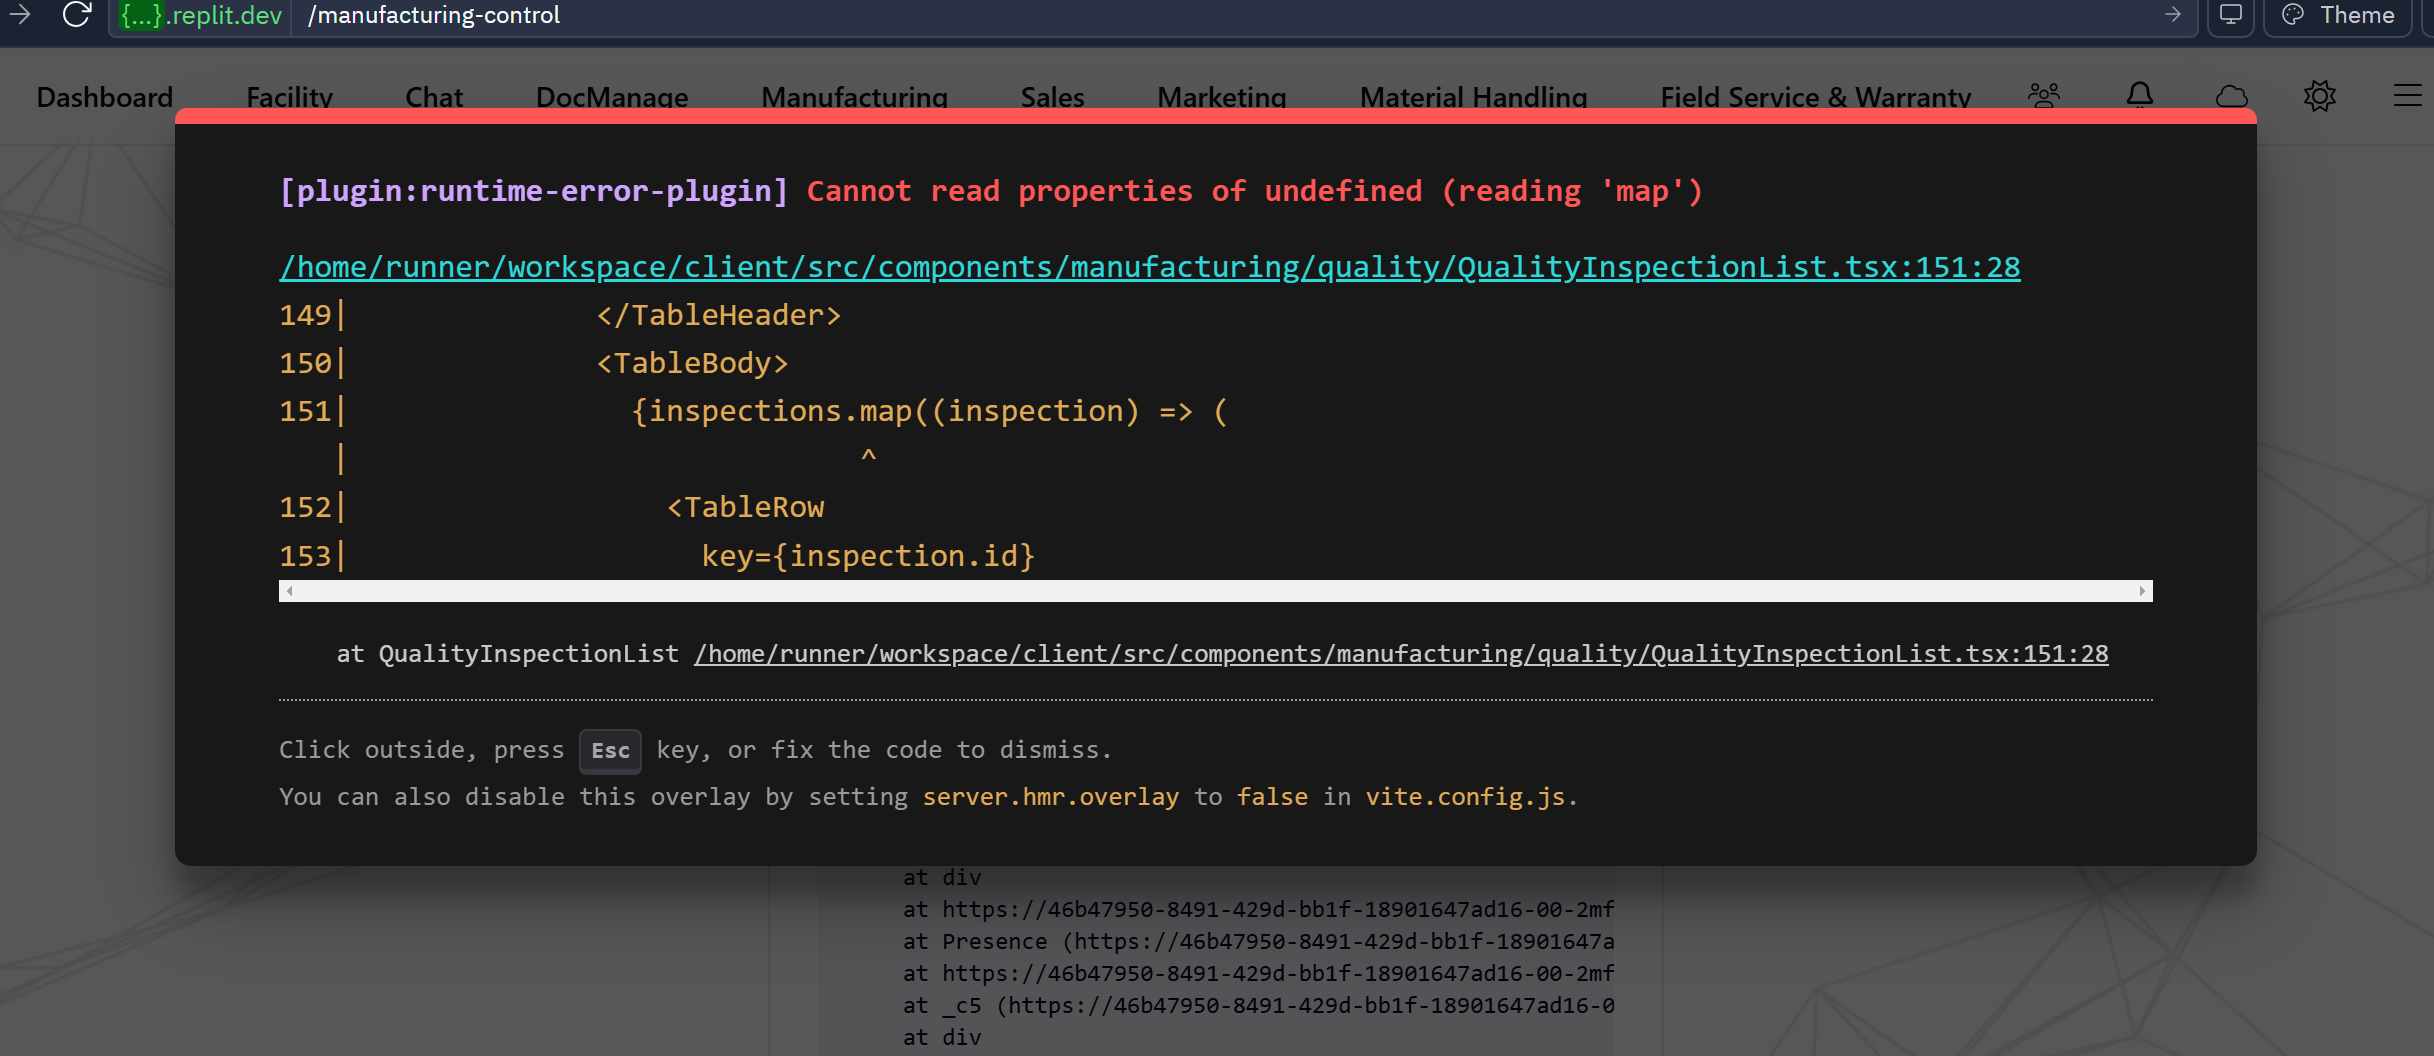 {...}.replit.dev /manufacturing-control Theme
Dashboard Facility Chat DocManage Manufacturing Sales Marketing Material Handling Field Service & Warranty
[plugin:runtime-error-plugin] Cannot read properties of undefined (reading 'map')
/home/runner/workspace/client/src/components/manufacturing/quality/QualityInspectionList.tsx:151:28
149| </TableHeader>
150| <TableBody>
151| {inspections.map((inspection) => (
| ^
152| <TableRow
153| key={inspection.id}
at QualityInspectionList /home/runner/workspace/client/src/components/manufacturing/quality/QualityInspectionList.tsx:151:28
Click outside, press Esc key, or fix the code to dismiss.
You can also disable this overlay by setting server.hmr.overlay to false in vite.config.js.
at div
at https://46b47950-8491-429d-bb1f-18901647ad16-00-2mf
at Presence (https://46b47950-8491-429d-bb1f-18901647a
at https://46b47950-8491-429d-bb1f-18901647ad16-00-2mf
at _c5 (https://46b47950-8491-429d-bb1f-18901647ad16-0
at div